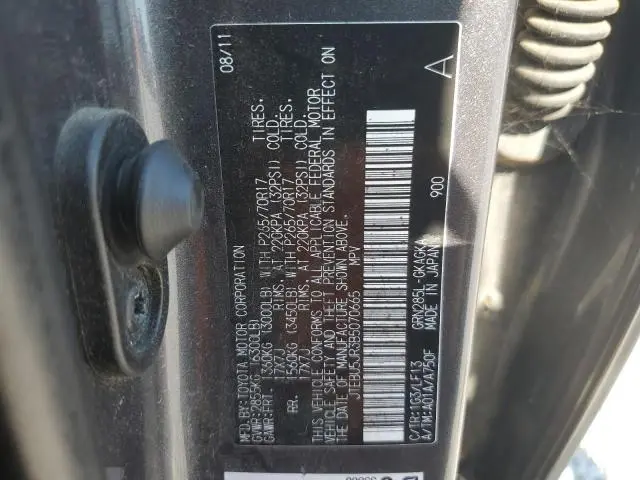 MFD.BY:TOYOTA MOTOR CORPORATION 08/11
GVWR:2853KG (6300LB)
GAWR:FRT. 1360KG (3000LB) WITH P265/70R17 TIRES.
17X7J RIMS, AT 220KPA (32PSI) COLD.
RR. 1560KG (3450LB) WITH P265/70R17 TIRES.
17X7J RIMS, AT 220KPA (32PSI) COLD.
THIS VEHICLE CONFORMS TO ALL APPLICABLE FEDERAL MOTOR
VEHICLE SAFETY AND THEFT PREVENTION STANDARDS IN EFFECT ON
THE DATE OF MANUFACTURE SHOWN ABOVE.
JTEBU5JR3B5070665 MPV
C/TR:1G3/LF13 GRN285L-GKAGKA
A/TM:A01A/A750F MADE IN JAPAN 900 A